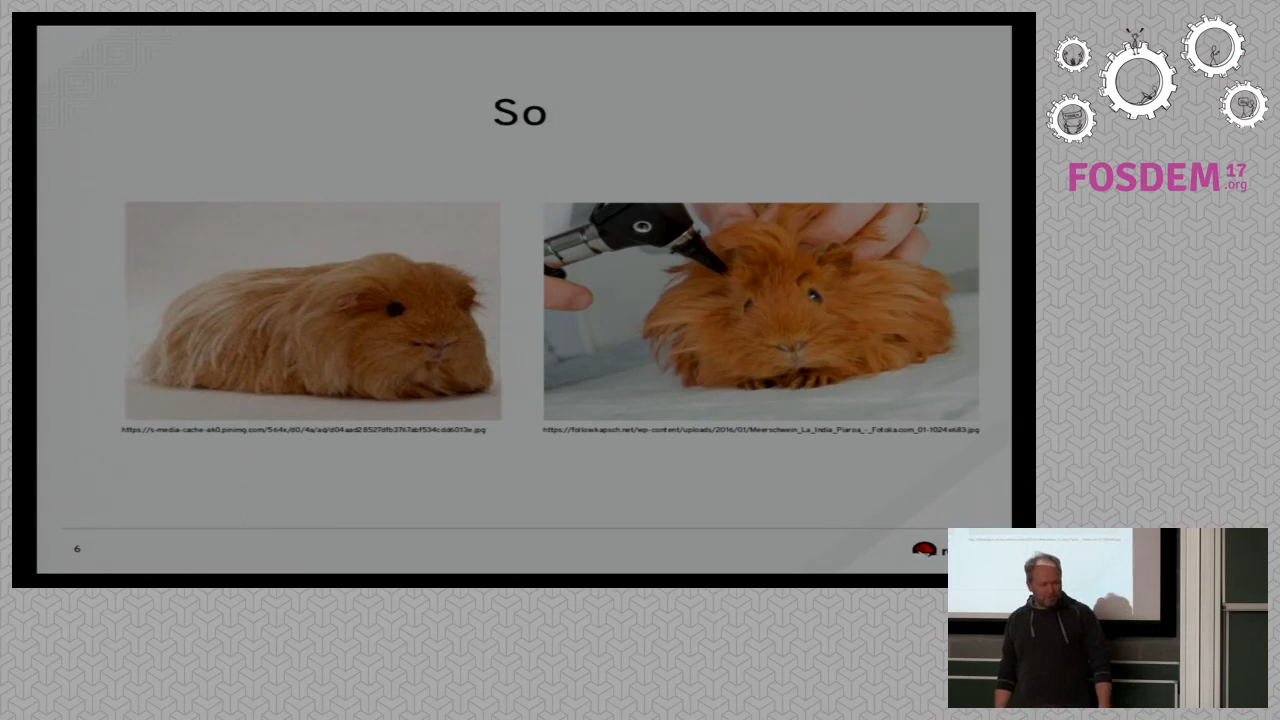 So
https://s-media-cache-ak0.pinimg.com/564x/d0/4a/ad/d04aad28527dfb3767abf534cdd6013e.jpg
https://followkapsch.net/wp-content/uploads/2016/01/Meerschwein_La_India_Piaroa_-_Fotolia.com_01-1024x683.jpg
6
FOSDEM 17
.org